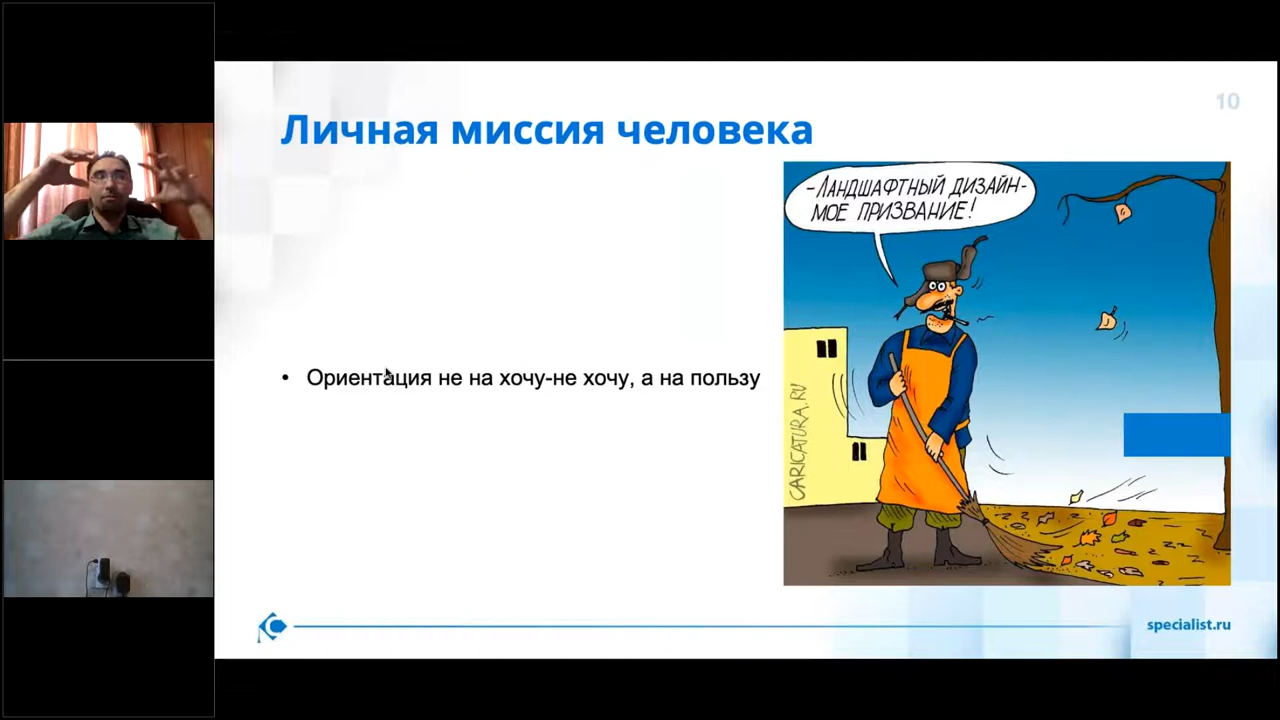 10
Личная миссия человека
-ЛАНДШАФТНЫЙ ДИЗАЙН-
МОЕ ПРИЗВАНИЕ!
• Ориентация не на хочу-не хочу, а на пользу
CARICATURA.RU
specialist.ru